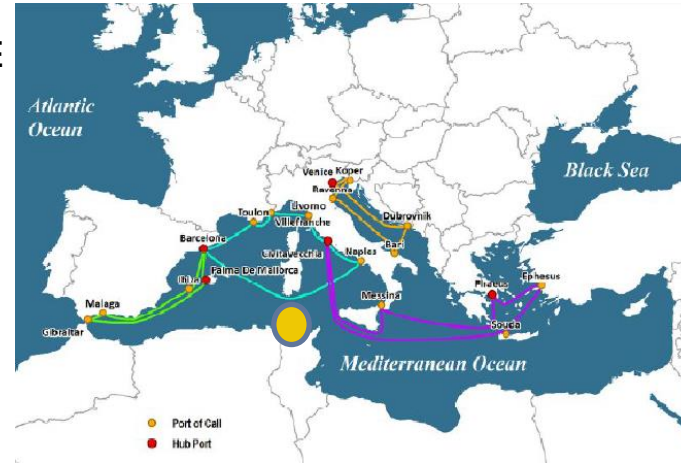 E
Atlantic
Ocean
Black Sea
Venice Koper
Ravenna
Toulon
Livorno
Villefranche
Dubrovnik
Bari
Barcelona
Civitavecchia
Naples
Palma De Mallorca
Ibiza
Malaga
Gibraltar
Messina
Piraeus
Ephesus
Souda
Mediterranean Ocean
Port of Call
Hub Port